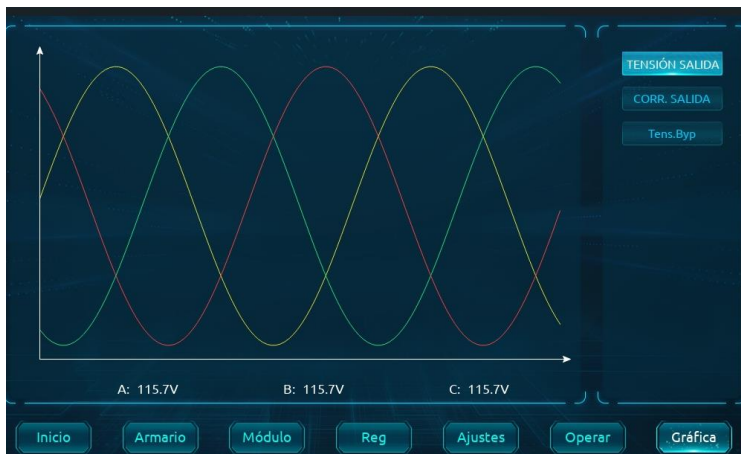 TENSIÓN SALIDA
CORR. SALIDA
Tens.Byp
A: 115.7V B: 115.7V C: 115.7V
Inicio Armario Módulo Reg Ajustes Operar Gráfica